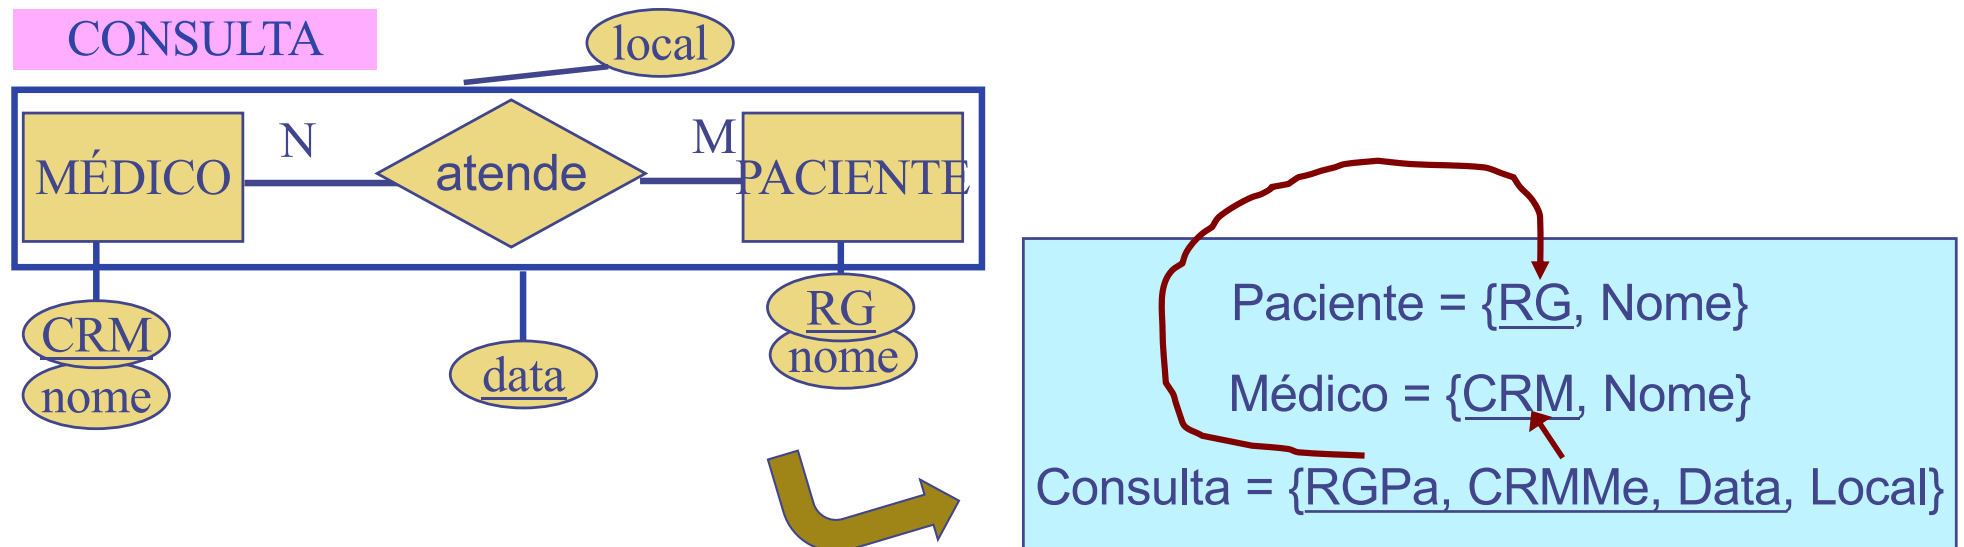 CONSULTA
local
MÉDICO
N
atende
M
PACIENTE
CRM
nome
data
RG
nome
Paciente = {RG, Nome}
Médico = {CRM, Nome}
Consulta = {RGPa, CRMMe, Data, Local}